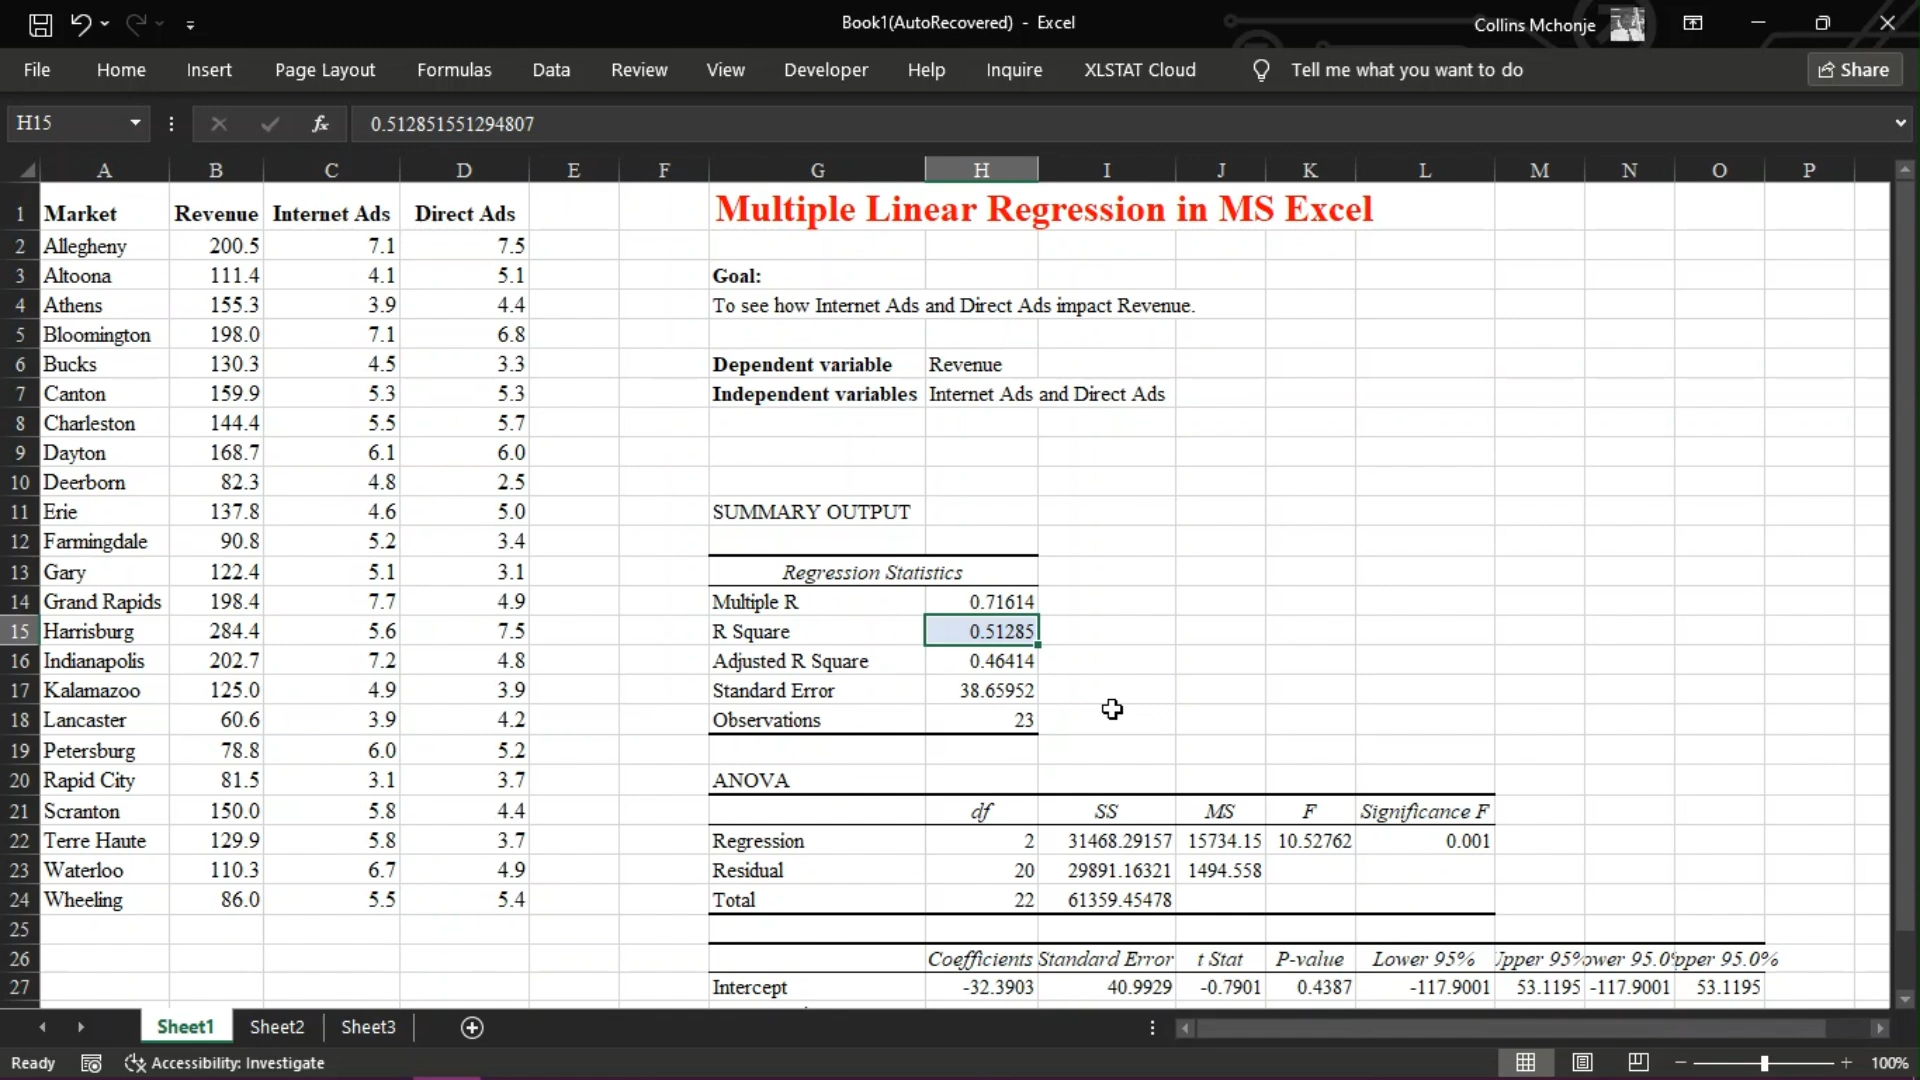 Book1(AutoRecovered) - Excel
Collins Mchonje
File Home Insert Page Layout Formulas Data Review View Developer Help Inquire XLSTAT Cloud Tell me what you want to do Share
H15 fx 0.512851551294807
A B C D E F G H I J K L M N O P
1 Market Revenue Internet Ads Direct Ads Multiple Linear Regression in MS Excel
2 Allegheny 200.5 7.1 7.5
3 Altoona 111.4 4.1 5.1 Goal:
4 Athens 155.3 3.9 4.4 To see how Internet Ads and Direct Ads impact Revenue.
5 Bloomington 198.0 7.1 6.8
6 Bucks 130.3 4.5 3.3 Dependent variable Revenue
7 Canton 159.9 5.3 5.3 Independent variables Internet Ads and Direct Ads
8 Charleston 144.4 5.5 5.7
9 Dayton 168.7 6.1 6.0
10 Deerborn 82.3 4.8 2.5
11 Erie 137.8 4.6 5.0 SUMMARY OUTPUT
12 Farmingdale 90.8 5.2 3.4
13 Gary 122.4 5.1 3.1 Regression Statistics
14 Grand Rapids 198.4 7.7 4.9 Multiple R 0.71614
15 Harrisburg 284.4 5.6 7.5 R Square 0.51285
16 Indianapolis 202.7 7.2 4.8 Adjusted R Square 0.46414
17 Kalamazoo 125.0 4.9 3.9 Standard Error 38.65952
18 Lancaster 60.6 3.9 4.2 Observations 23
19 Petersburg 78.8 6.0 5.2
20 Rapid City 81.5 3.1 3.7 ANOVA
21 Scranton 150.0 5.8 4.4 df SS MS F Significance F
22 Terre Haute 129.9 5.8 3.7 Regression 2 31468.29157 15734.15 10.52762 0.001
23 Waterloo 110.3 6.7 4.9 Residual 20 29891.16321 1494.558
24 Wheeling 86.0 5.5 5.4 Total 22 61359.45478
25
26 Coefficients Standard Error t Stat P-value Lower 95% Upper 95% ower 95.0% pper 95.0%
27 Intercept -32.3903 40.9929 -0.7901 0.4387 -117.9001 53.1195 -117.9001 53.1195
Sheet1 Sheet2 Sheet3
Ready Accessibility: Investigate 100%